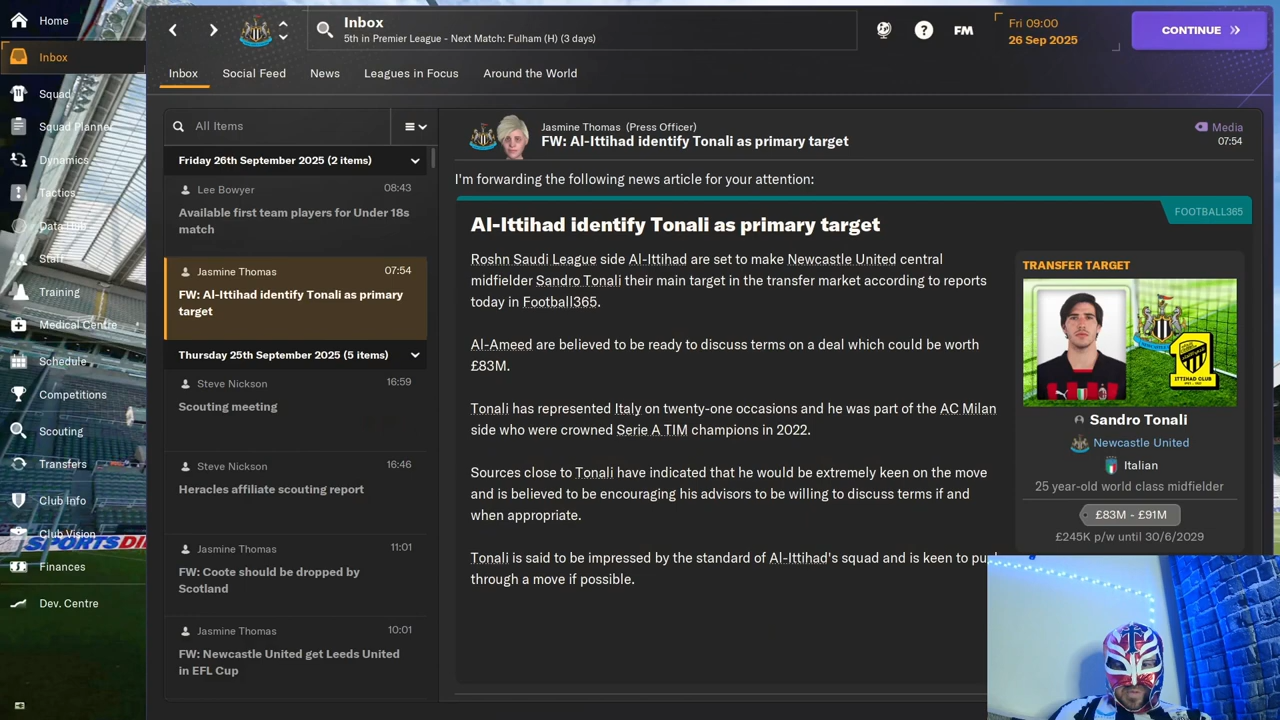 Home
Inbox
Squad
Squad Planner
Dynamics
Tactics
Data Hub
Staff
Training
Medical Centre
Schedule
Competitions
Scouting
Transfers
Club Info
Club Vision
SPORTS DI
Finances
Dev. Centre
Inbox
5th in Premier League - Next Match: Fulham (H) (3 days)
?
FM
Fri 09:00
26 Sep 2025
CONTINUE
Inbox
Social Feed
News
Leagues in Focus
Around the World
All Items
Friday 26th September 2025 (2 items)
Lee Bowyer
08:43
Available first team players for Under 18s
match
Jasmine Thomas
07:54
FW: Al-Ittihad identify Tonali as primary
target
Thursday 25th September 2025 (5 items)
Steve Nickson
16:59
Scouting meeting
Steve Nickson
16:46
Heracles affiliate scouting report
Jasmine Thomas
11:01
FW: Coote should be dropped by
Scotland
Jasmine Thomas
10:01
FW: Newcastle United get Leeds United
in EFL Cup
Jasmine Thomas (Press Officer)
FW: Al-Ittihad identify Tonali as primary target
Media
07:54
I'm forwarding the following news article for your attention:
FOOTBALL365
Al-Ittihad identify Tonali as primary target
Roshn Saudi League side Al-Ittihad are set to make Newcastle United central
midfielder Sandro Tonali their main target in the transfer market according to reports
today in Football365.
Al-Ameed are believed to be ready to discuss terms on a deal which could be worth
£83M.
Tonali has represented Italy on twenty-one occasions and he was part of the AC Milan
side who were crowned Serie A TIM champions in 2022.
Sources close to Tonali have indicated that he would be extremely keen on the move
and is believed to be encouraging his advisors to be willing to discuss terms if and
when appropriate.
Tonali is said to be impressed by the standard of Al-Ittihad's squad and is keen to pu
through a move if possible.
TRANSFER TARGET
ITTIHAD CLUB
Sandro Tonali
Newcastle United
Italian
25 year-old world class midfielder
£83M - £91M
£245K p/w until 30/6/2029